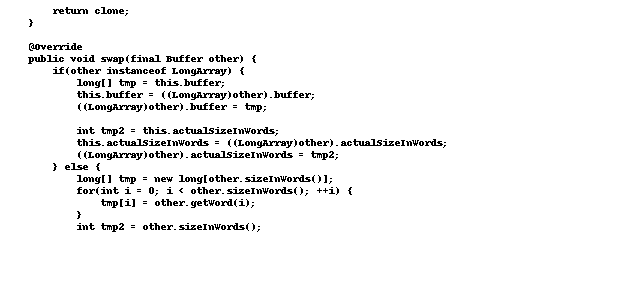 return clone;
}
@Override
public void swap(final Buffer other) {
if(other instanceof LongArray) {
long[] tmp = this.buffer;
this.buffer = ((LongArray)other).buffer;
((LongArray)other).buffer = tmp;
int tmp2 = this.actualSizeInWords;
this.actualSizeInWords = ((LongArray)other).actualSizeInWords;
((LongArray)other).actualSizeInWords = tmp2;
} else {
long[] tmp = new long[other.sizeInWords()];
for(int i = 0; i < other.sizeInWords(); ++i) {
tmp[i] = other.getWord(i);
}
int tmp2 = other.sizeInWords();